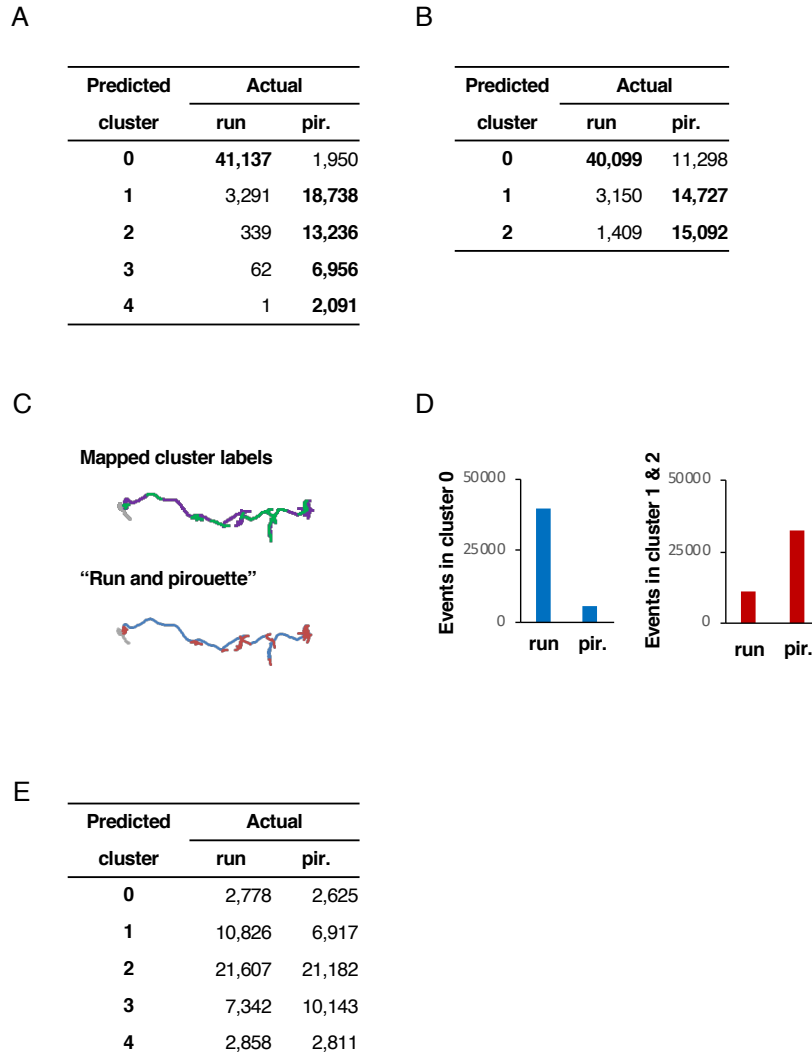 A
Predicted Actual
cluster run pir.
0 41,137 1,950
1 3,291 18,738
2 339 13,236
3 62 6,956
4 1 2,091
B
Predicted Actual
cluster run pir.
0 40,099 11,298
1 3,150 14,727
2 1,409 15,092
C
Mapped cluster labels
“Run and pirouette”
D
Events in cluster 0
50000
25000
0
run pir.
Events in cluster 1 & 2
50000
25000
0
run pir.
E
Predicted Actual
cluster run pir.
0 2,778 2,625
1 10,826 6,917
2 21,607 21,182
3 7,342 10,143
4 2,858 2,811